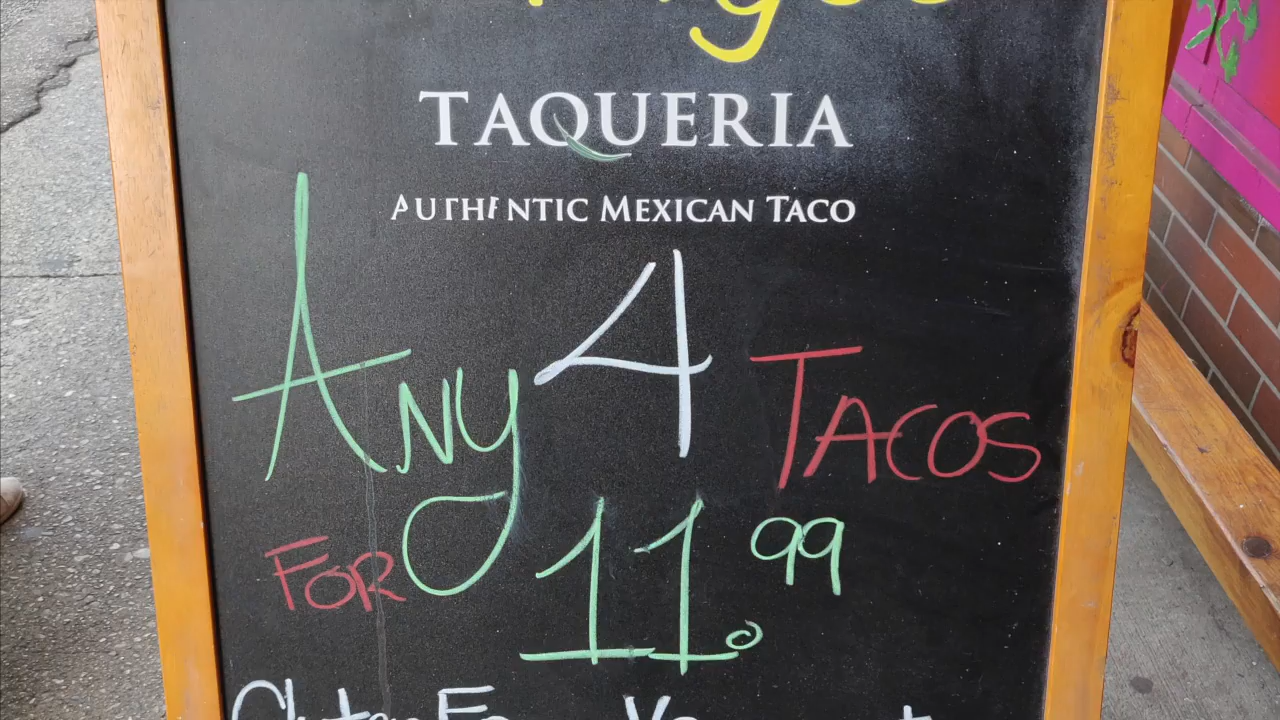 TAQUERIA
AUTHENTIC MEXICAN TACO
ANY 4 TACOS
FOR 11.99